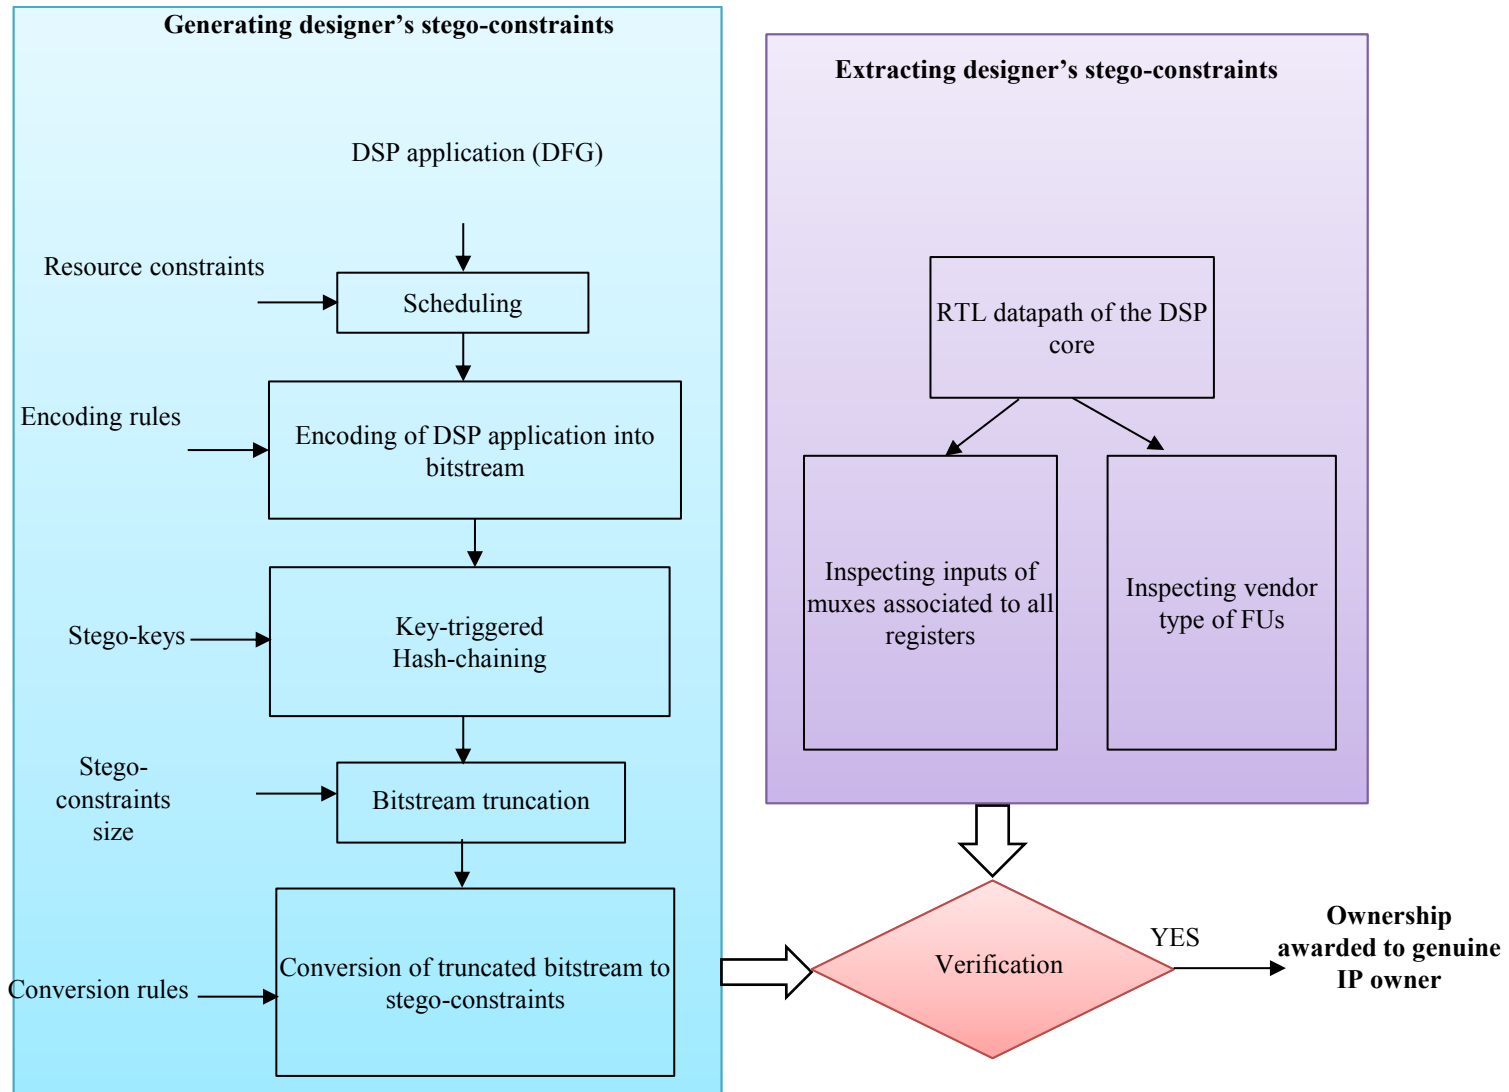 Generating designer’s stego-constraints
DSP application (DFG)
Resource constraints
Scheduling
Encoding rules
Encoding of DSP application into
bitstream
Stego-keys
Key-triggered
Hash-chaining
Stego-
constraints
size
Bitstream truncation
Conversion rules
Conversion of truncated bitstream to
stego-constraints
Extracting designer’s stego-constraints
RTL datapath of the DSP
core
Inspecting inputs of
muxes associated to all
registers
Inspecting vendor
type of FUs
Verification
YES
Ownership
awarded to genuine
IP owner